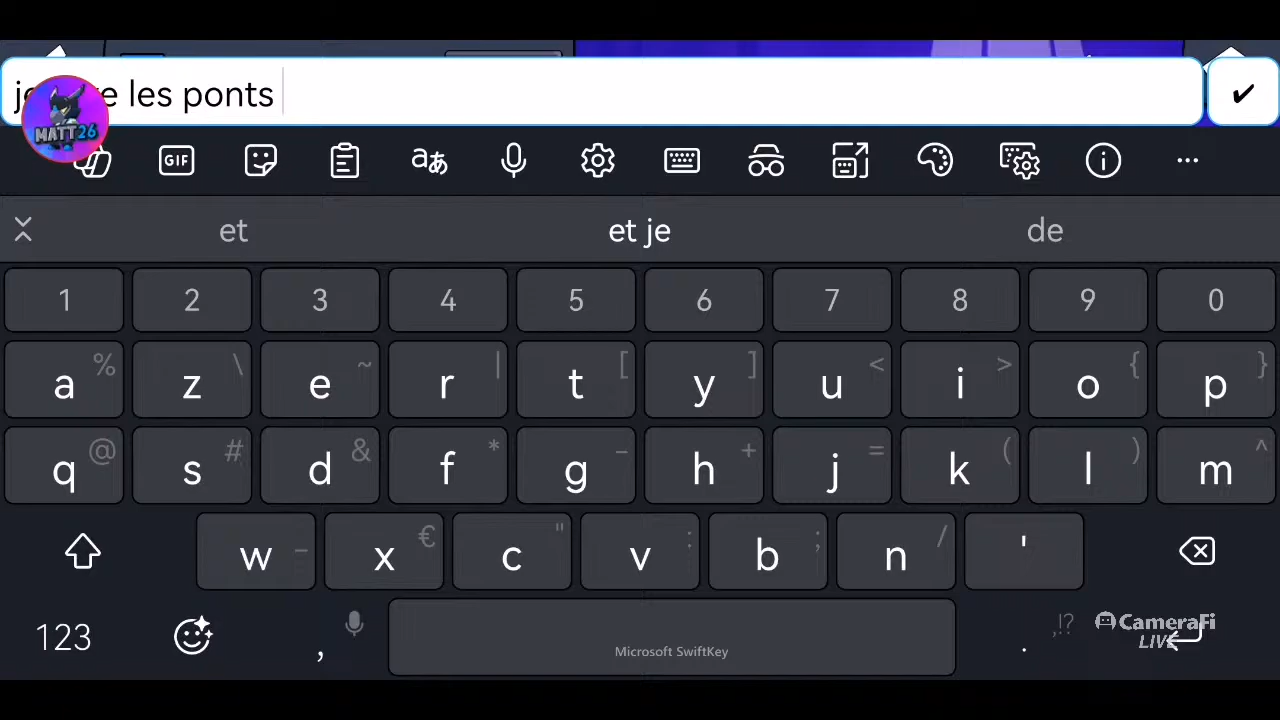 les ponts
MATT26
GIF
et et je de
1 2 3 4 5 6 7 8 9 0
% \ ~ | [ ] < > { }
a z e r t y u i o p
@ # & * - + = ( ) ^
q s d f g h j k l m
_ € " : ; /
w x c v b n '
123 , Microsoft SwiftKey . ,!?
CameraFi
LIVE